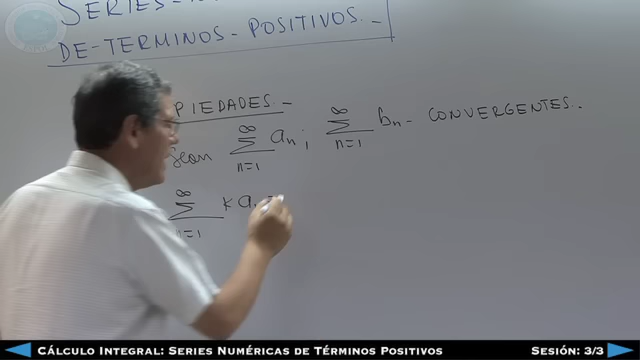 SERIES-
DE-TERMINOS-POSITIVOS.-
PIEDADES.-
Sean ∑_{n=1}^{∞} a_n ; ∑_{n=1}^{∞} b_n - CONVERGENTES.
∑_{n=1}^{∞} K a
CÁLCULO INTEGRAL: SERIES NUMÉRICAS DE TÉRMINOS POSITIVOS SESIÓN: 3/3